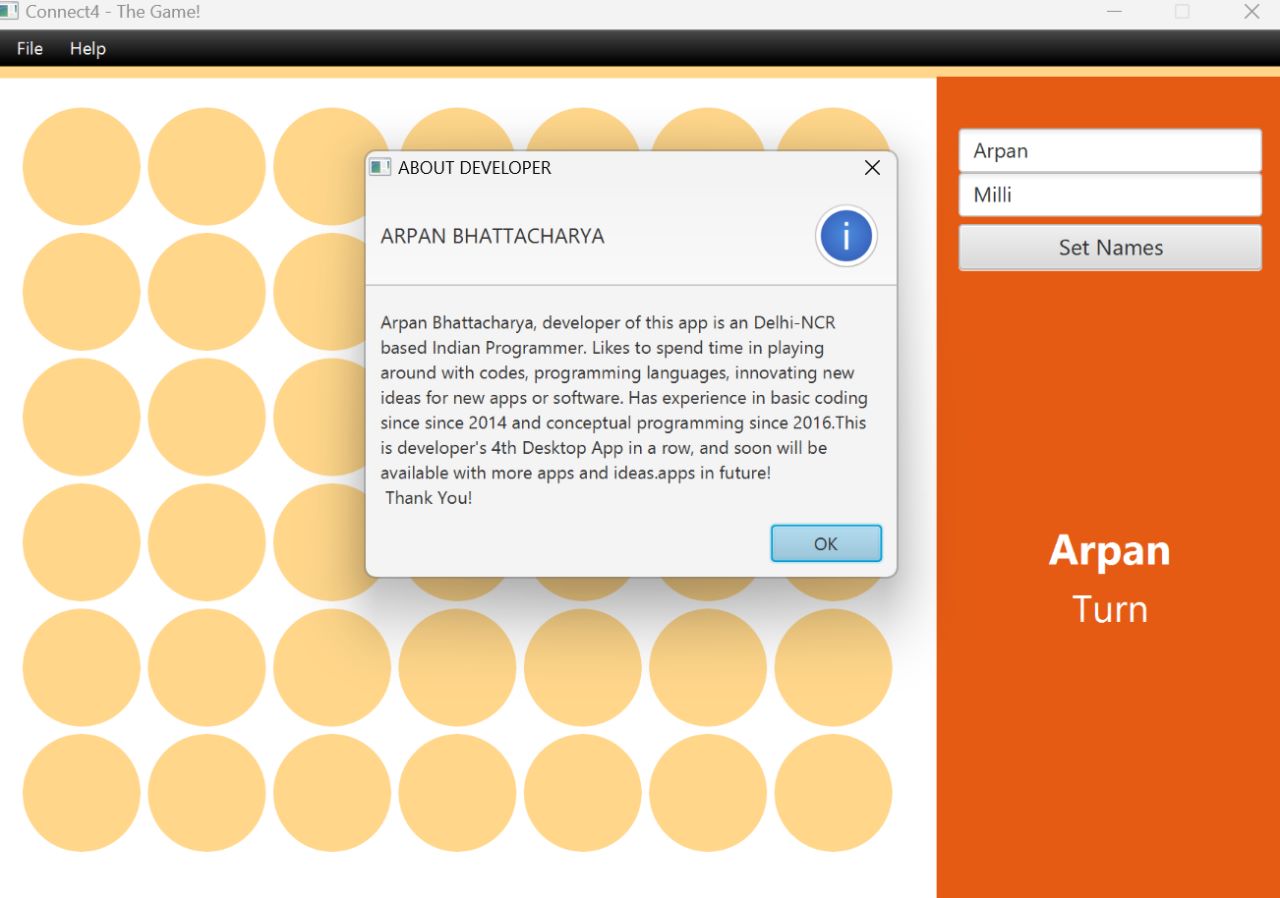 Connect4 - The Game!
File Help
ABOUT DEVELOPER
ARPAN BHATTACHARYA
i
Arpan Bhattacharya, developer of this app is an Delhi-NCR
based Indian Programmer. Likes to spend time in playing
around with codes, programming languages, innovating new
ideas for new apps or software. Has experience in basic coding
since since 2014 and conceptual programming since 2016.This
is developer's 4th Desktop App in a row, and soon will be
available with more apps and ideas.apps in future!
Thank You!
OK
Arpan
Milli
Set Names
Arpan
Turn